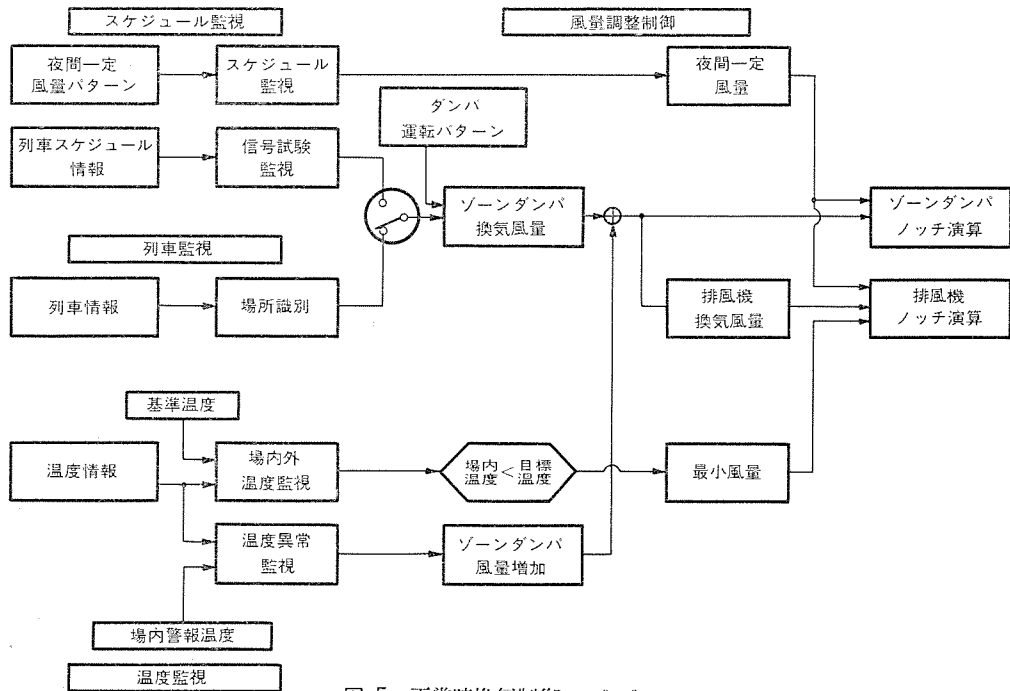 スケジュール監視
風量調整制御
夜間一定
風量パターン
スケジュール
監視
夜間一定
風量
ダンパ
運転パターン
列車スケジュール
情報
信号試験
監視
ゾーンダンパ
換気風量
ゾーンダンパ
ノッチ演算
列車監視
列車情報
場所識別
排風機
換気風量
排風機
ノッチ演算
基準温度
温度情報
場内外
温度監視
場内<目標
温度 温度
最小風量
温度異常
監視
ゾーンダンパ
風量増加
場内警報温度
温度監視
図 5